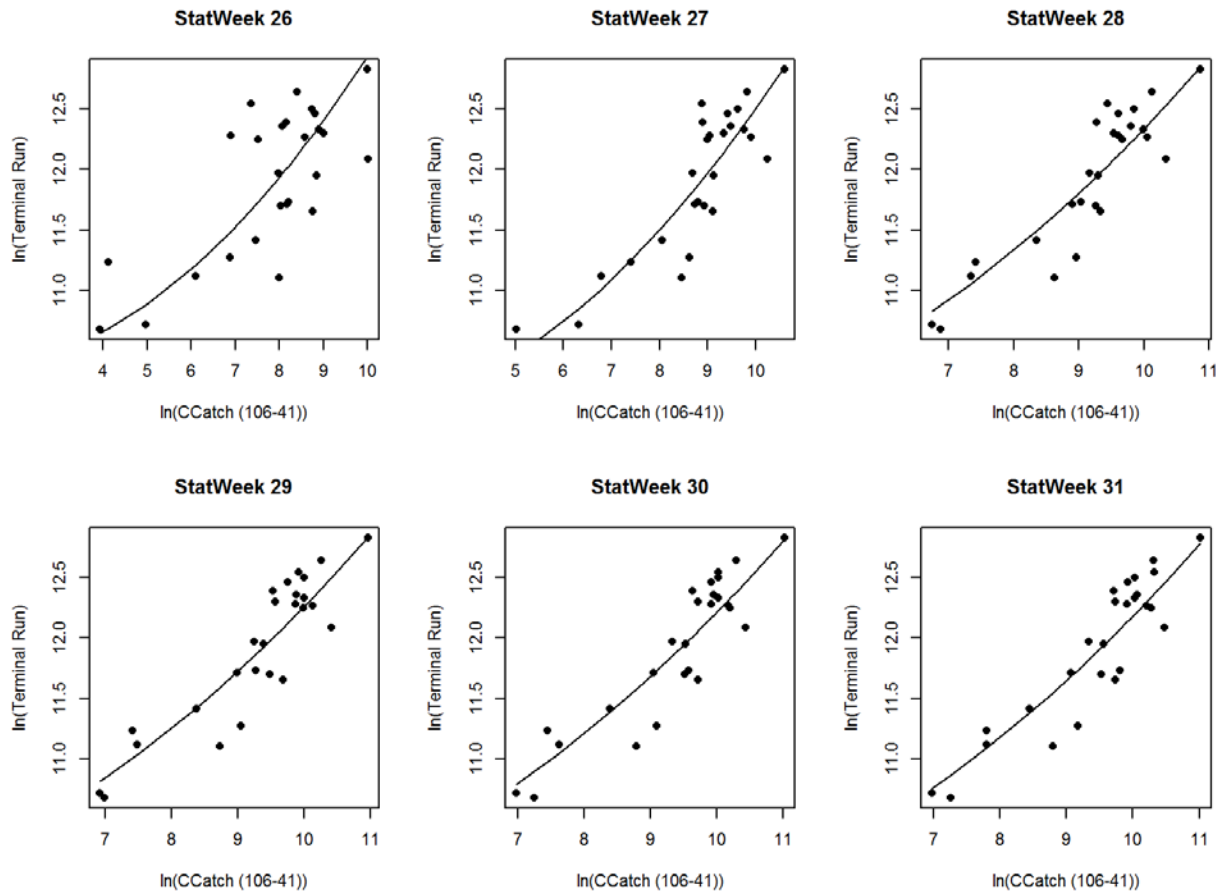 StatWeek 26
ln(Terminal Run)
12.5
12.0
11.5
11.0
4 5 6 7 8 9 10
ln(CCatch (106-41))
StatWeek 27
ln(Terminal Run)
12.5
12.0
11.5
11.0
5 6 7 8 9 10
ln(CCatch (106-41))
StatWeek 28
ln(Terminal Run)
12.5
12.0
11.5
11.0
7 8 9 10 11
ln(CCatch (106-41))
StatWeek 29
ln(Terminal Run)
12.5
12.0
11.5
11.0
7 8 9 10 11
ln(CCatch (106-41))
StatWeek 30
ln(Terminal Run)
12.5
12.0
11.5
11.0
7 8 9 10 11
ln(CCatch (106-41))
StatWeek 31
ln(Terminal Run)
12.5
12.0
11.5
11.0
7 8 9 10 11
ln(CCatch (106-41))